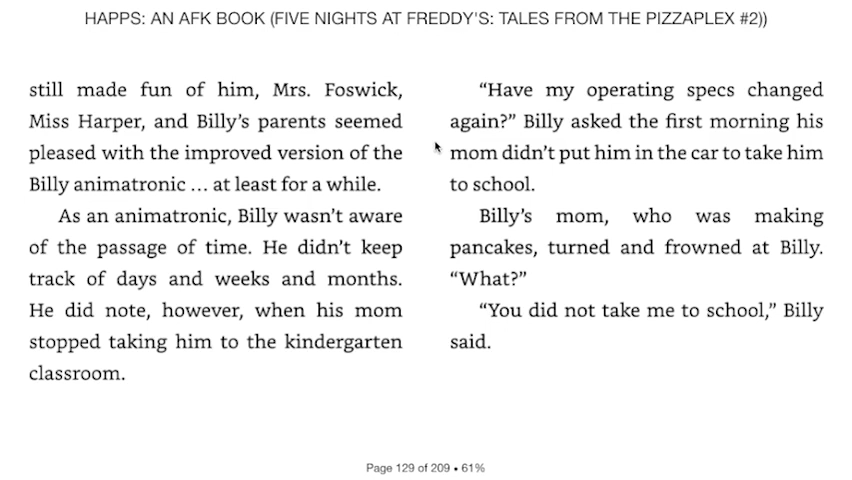 HAPPS: AN AFK BOOK (FIVE NIGHTS AT FREDDY'S: TALES FROM THE PIZZAPLEX #2))
still made fun of him, Mrs. Foswick,
Miss Harper, and Billy’s parents seemed
pleased with the improved version of the
Billy animatronic ... at least for a while.
As an animatronic, Billy wasn’t aware
of the passage of time. He didn’t keep
track of days and weeks and months.
He did note, however, when his mom
stopped taking him to the kindergarten
classroom.
“Have my operating specs changed
again?” Billy asked the first morning his
mom didn’t put him in the car to take him
to school.
Billy’s mom, who was making
pancakes, turned and frowned at Billy.
“What?”
“You did not take me to school,” Billy
said.
Page 129 of 209 • 61%